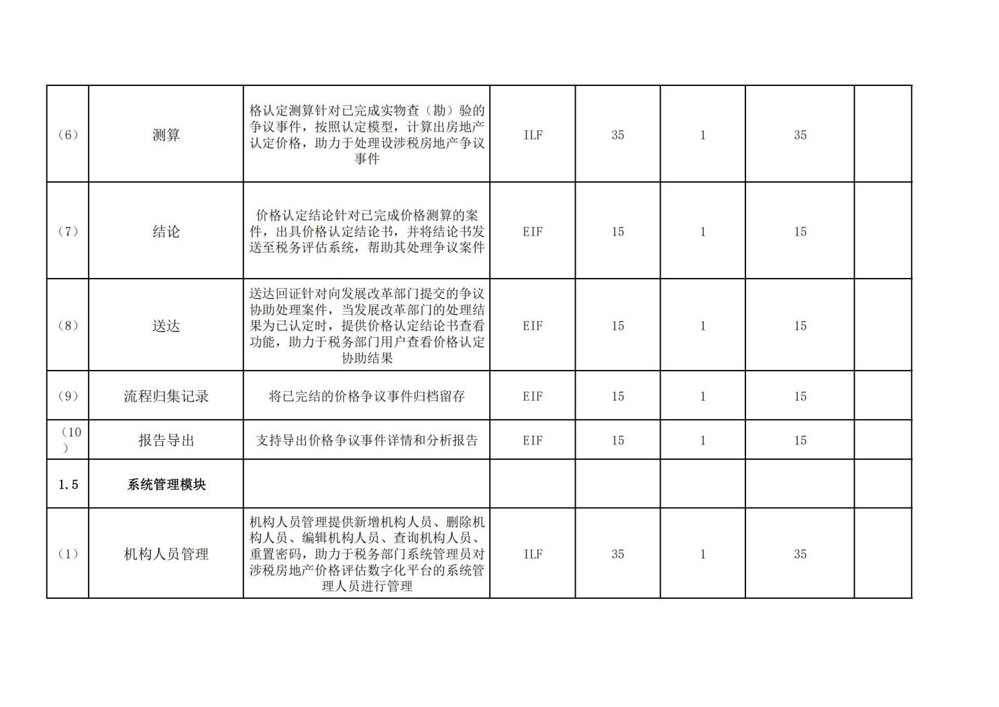 （6）
测算
格认定测算针对已完成实物查（勘）验的
争议事件，按照认定模型，计算出房地产
认定价格，助力于处理设涉税房地产争议
事件
ILF
35
1
35
（7）
结论
价格认定结论针对已完成价格测算的案
件，出具价格认定结论书，并将结论书发
送至税务评估系统，帮助其处理争议案件
EIF
15
1
15
（8）
送达
送达回证针对向发展改革部门提交的争议
协助处理案件，当发展改革部门的处理结
果为已认定时，提供价格认定结论书查看
功能，助力于税务部门用户查看价格认定
协助结果
EIF
15
1
15
（9）
流程归集记录
将已完结的价格争议事件归档留存
EIF
15
1
15
（10
）
报告导出
支持导出价格争议事件详情和分析报告
EIF
15
1
15
1.5
系统管理模块
（1）
机构人员管理
机构人员管理提供新增机构人员、删除机
构人员、编辑机构人员、查询机构人员、
重置密码，助力于税务部门系统管理员对
涉税房地产价格评估数字化平台的系统管
理人员进行管理
ILF
35
1
35